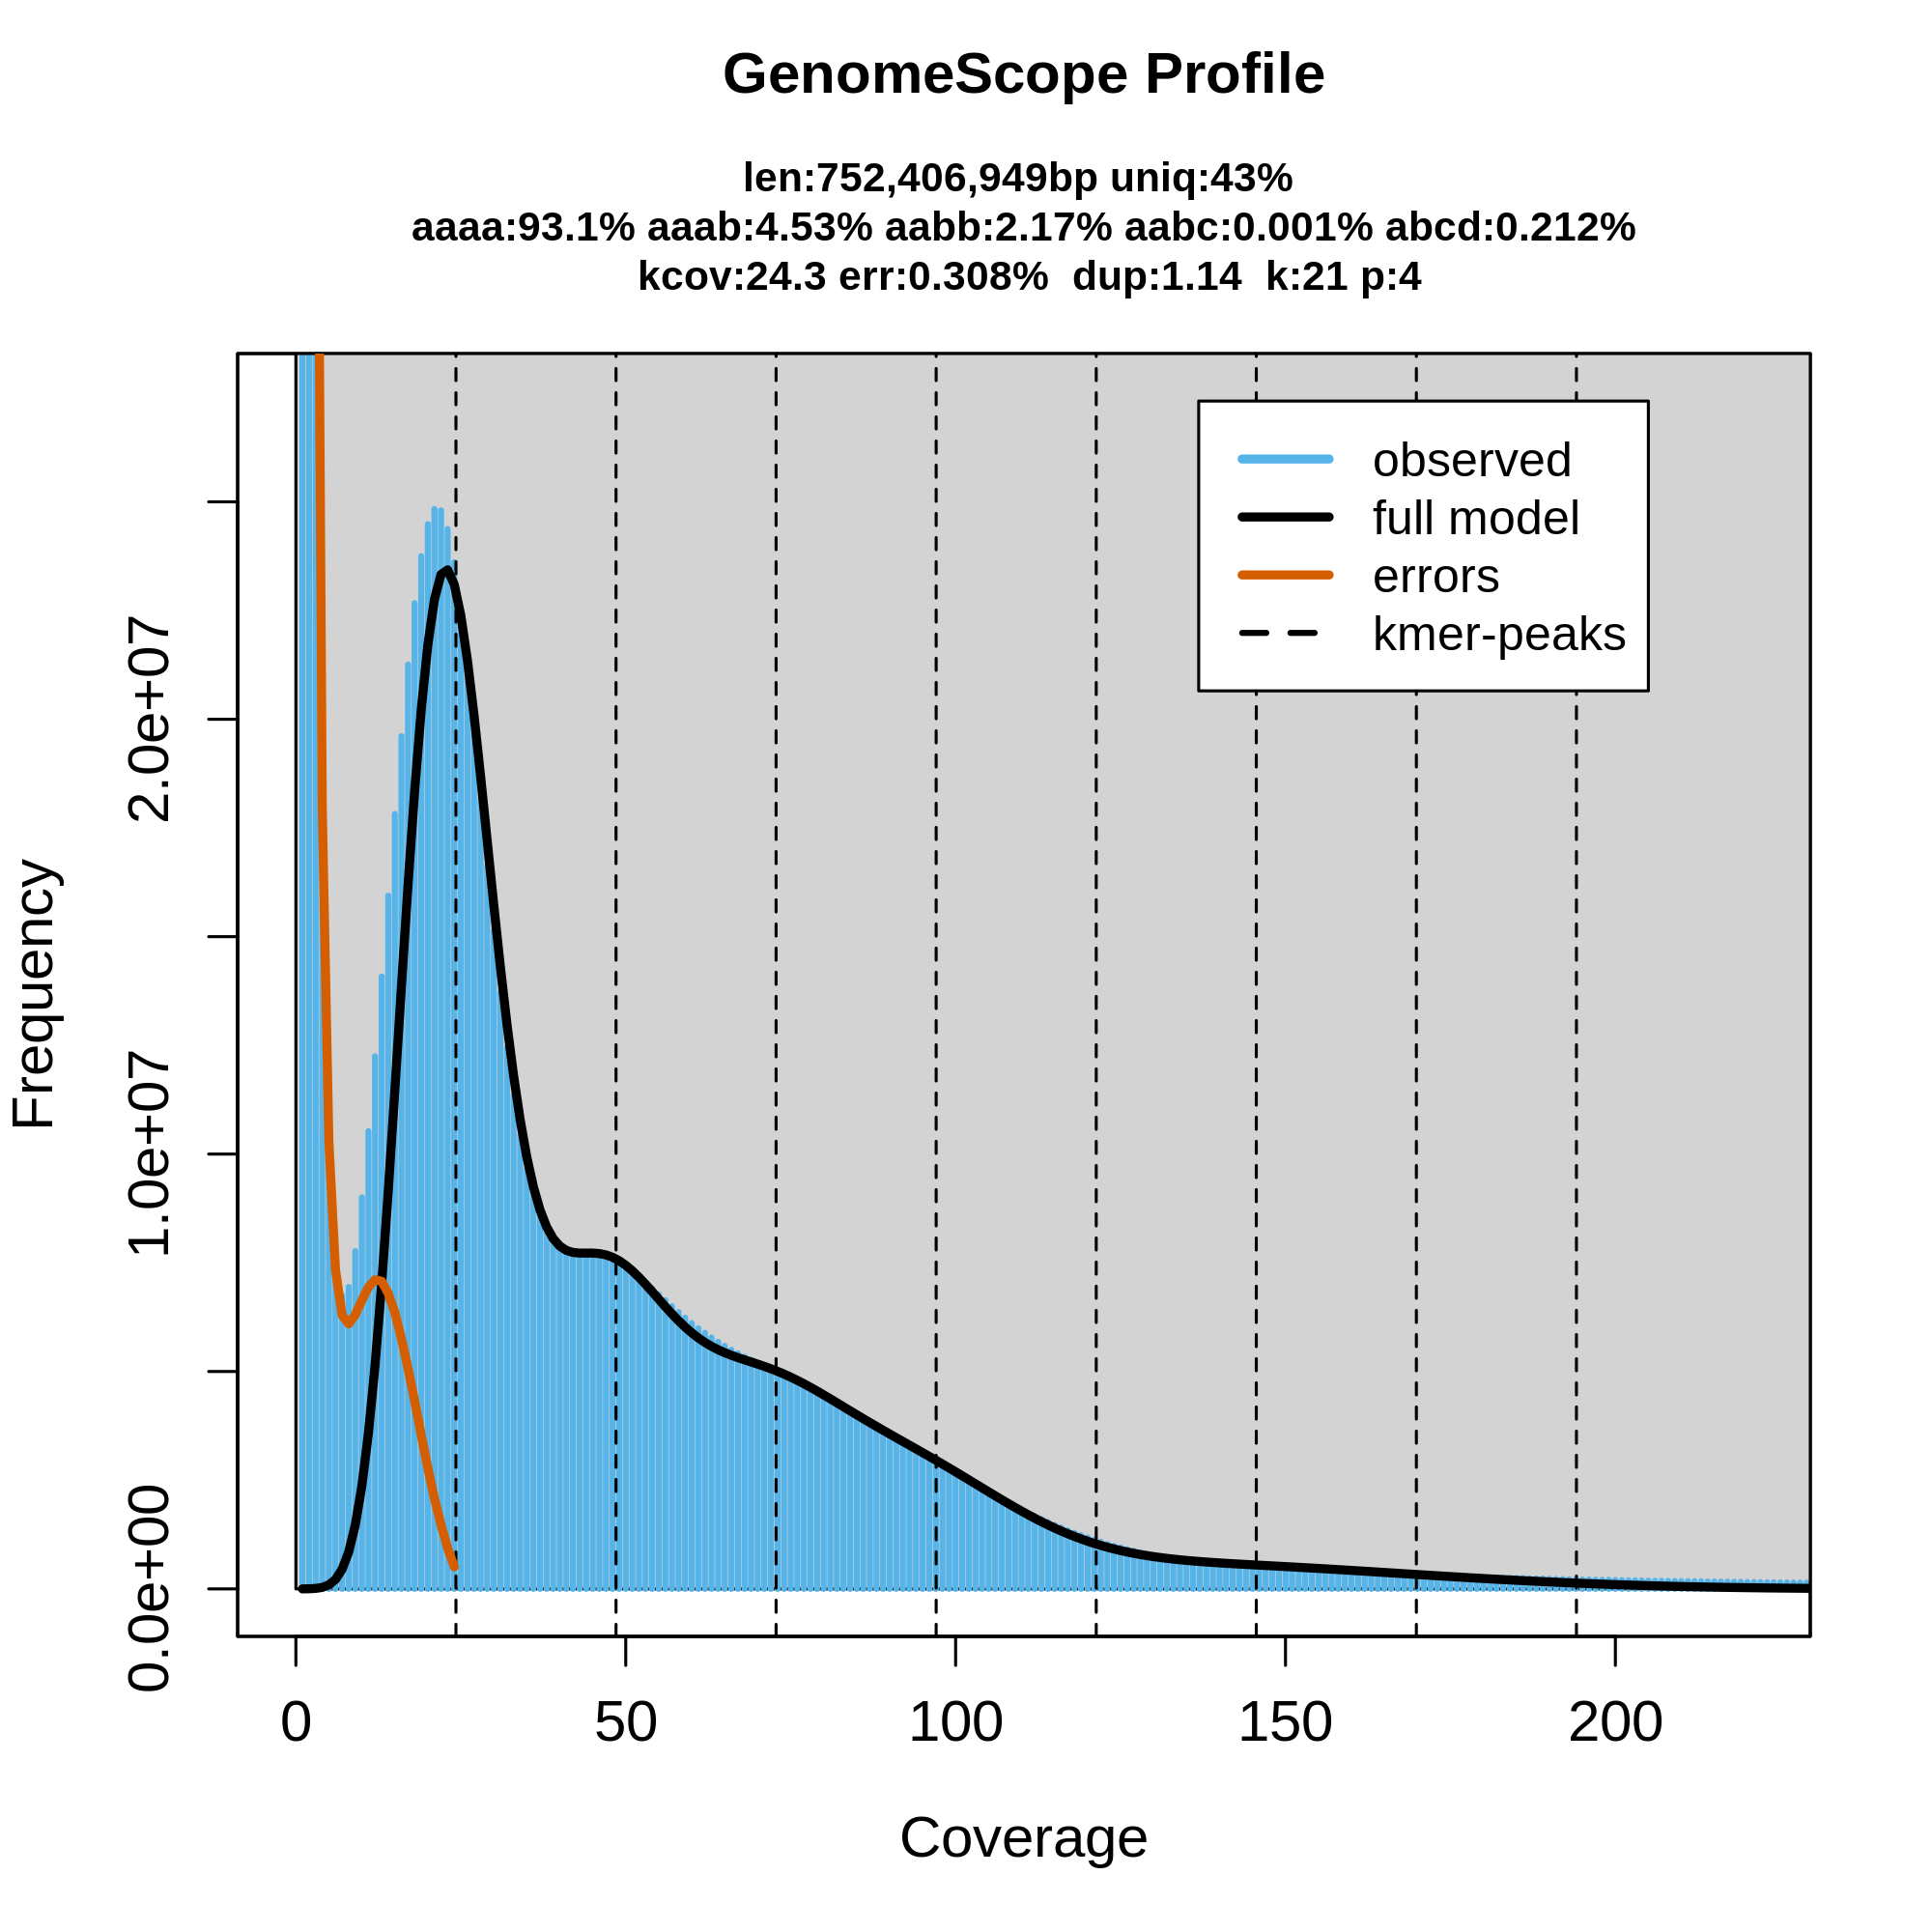 GenomeScope Profile
len:752,406,949bp uniq:43%
aaaa:93.1% aaab:4.53% aabb:2.17% aabc:0.001% abcd:0.212%
kcov:24.3 err:0.308% dup:1.14 k:21 p:4
observed
full model
errors
kmer-peaks
Frequency
2.0e+07
1.0e+07
0.0e+00
0 50 100 150 200
Coverage